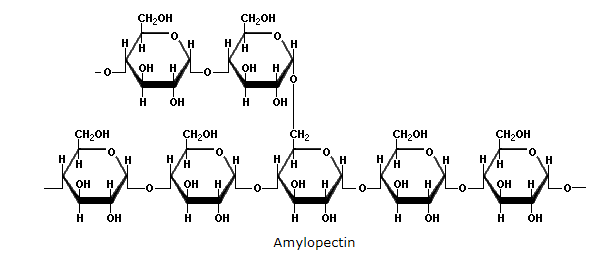 CH₂OH CH₂OH
O O
H H H H H H
–O OH H O OH H
O
H OH H OH
CH₂OH CH₂OH CH₂ CH₂OH CH₂OH
O O O O O
H H H H H H H H H H H H H H H
OH H O OH H O OH H O OH H O OH H O
H OH H OH H OH H OH H OH
Amylopectin